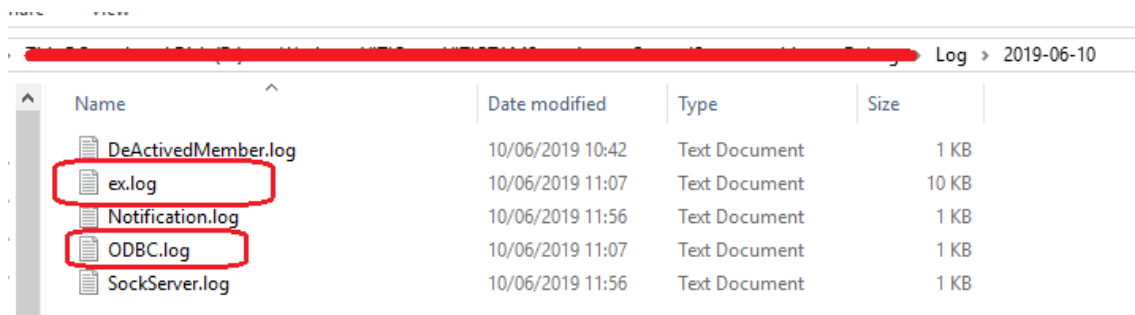 Log > 2019-06-10
Name Date modified Type Size
DeActivedMember.log 10/06/2019 10:42 Text Document 1 KB
ex.log 10/06/2019 11:07 Text Document 10 KB
Notification.log 10/06/2019 11:56 Text Document 1 KB
ODBC.log 10/06/2019 11:07 Text Document 1 KB
SockServer.log 10/06/2019 11:56 Text Document 1 KB